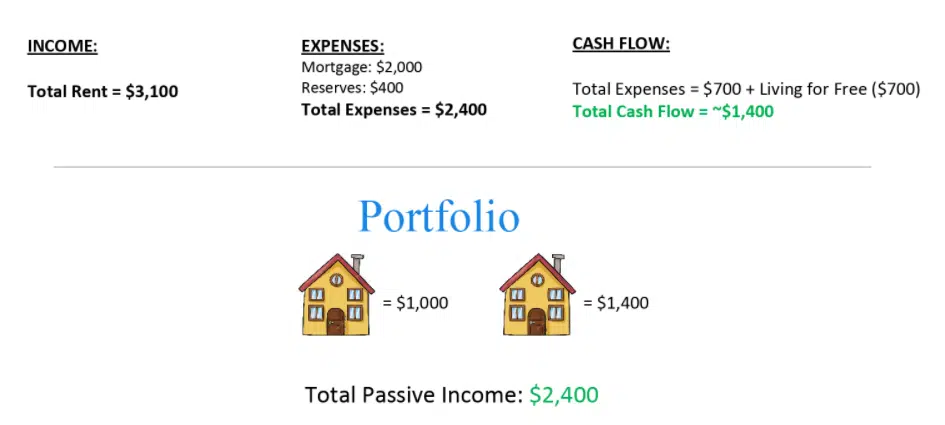 INCOME:
Total Rent = $3,100
EXPENSES:
Mortgage: $2,000
Reserves: $400
Total Expenses = $2,400
CASH FLOW:
Total Expenses = $700 + Living for Free ($700)
Total Cash Flow = ~$1,400
Portfolio
= $1,000
= $1,400
Total Passive Income: $2,400